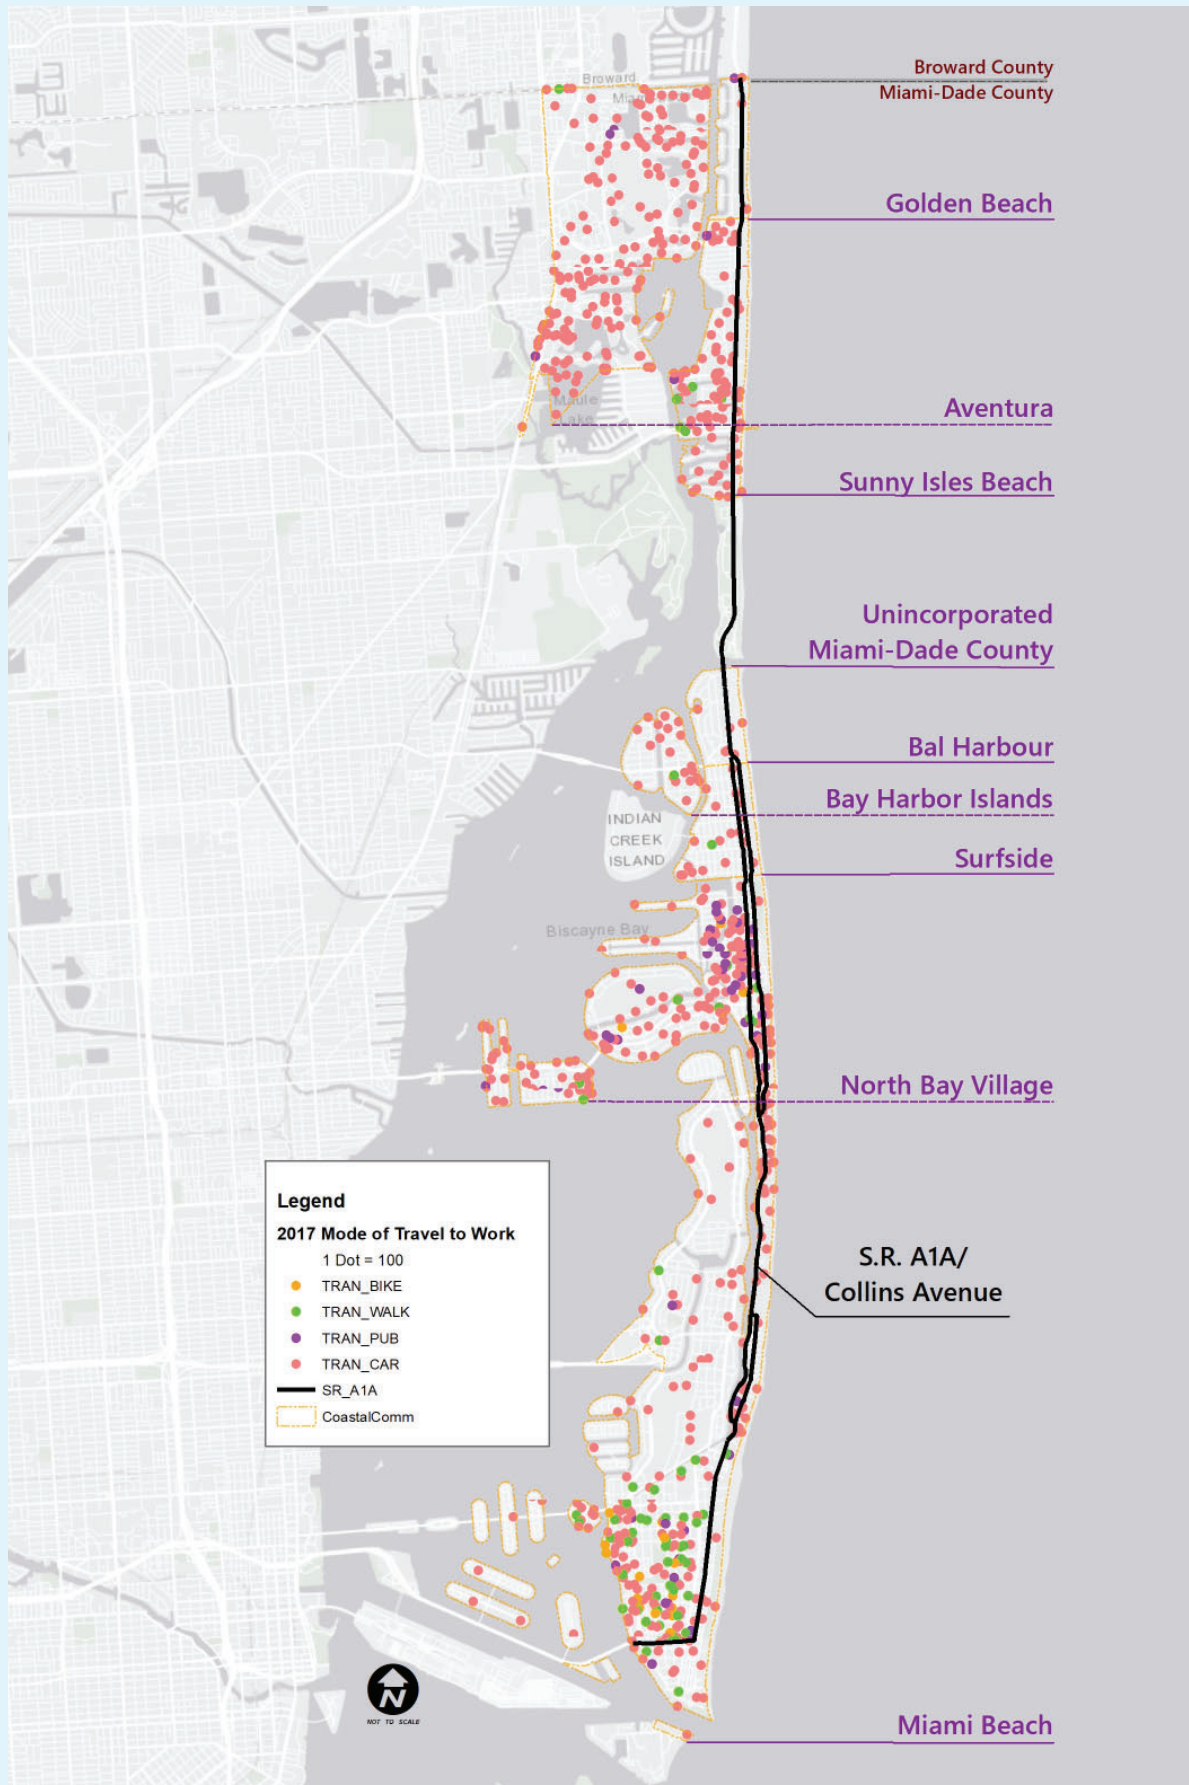 Broward County
Broward
Miami-Dade County
Golden Beach
Maule
Lake
Aventura
Sunny Isles Beach
Unincorporated
Miami-Dade County
Bal Harbour
Bay Harbor Islands
INDIAN
CREEK
ISLAND
Surfside
Biscayne Bay
North Bay Village
Legend
2017 Mode of Travel to Work
1 Dot = 100
TRAN_BIKE
TRAN_WALK
TRAN_PUB
TRAN_CAR
SR_A1A
CoastalComm
S.R. A1A/
Collins Avenue
N
NOT TO SCALE
Miami Beach